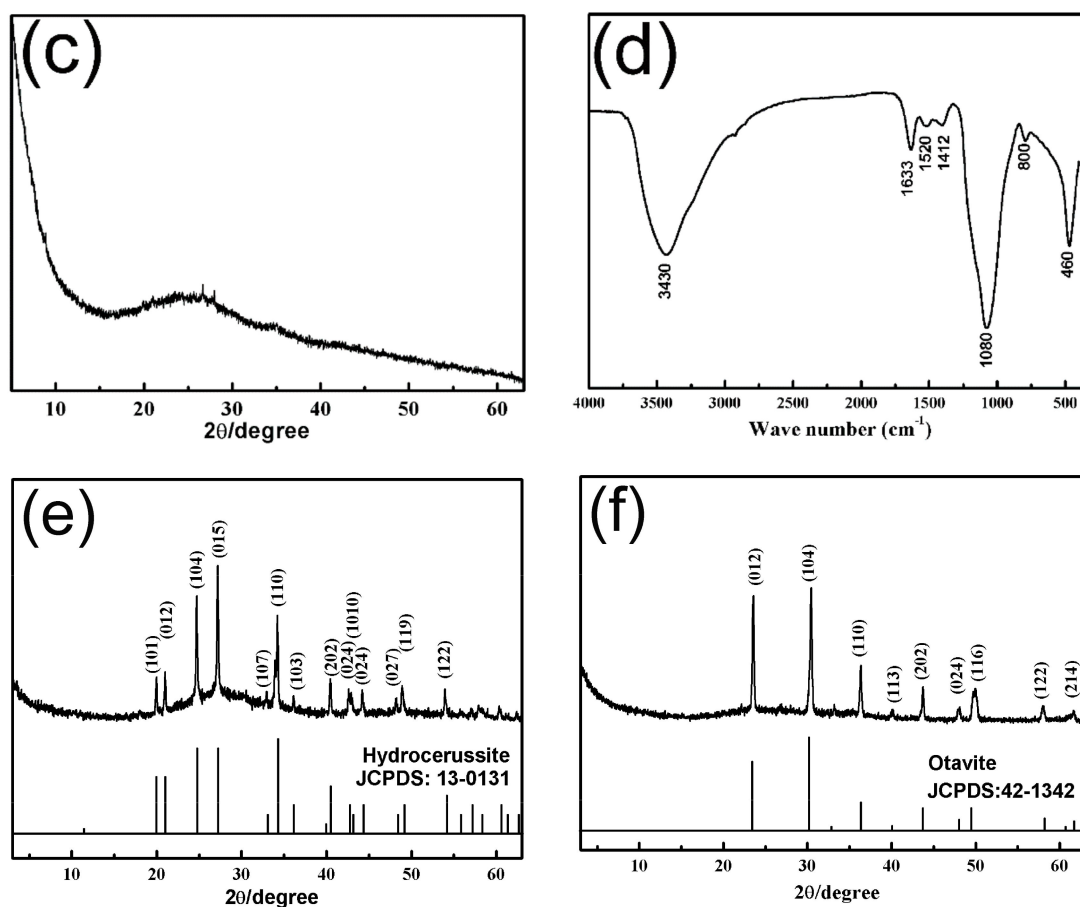 (c)
10 20 30 40 50 60
2θ/degree
(d)
3430
1633
1520
1412
1080
800
460
4000 3500 3000 2500 2000 1500 1000 500
Wave number (cm⁻¹)
(e)
(101)
(012)
(104)
(015)
(107)
(110)
(103)
(202)
(024)
(1010)
(024)
(027)
(119)
(122)
Hydrocerussite
JCPDS: 13-0131
10 20 30 40 50 60
2θ/degree
(f)
(012)
(104)
(110)
(113)
(202)
(024)
(116)
(122)
(214)
Otavite
JCPDS:42-1342
10 20 30 40 50 60
2θ/degree